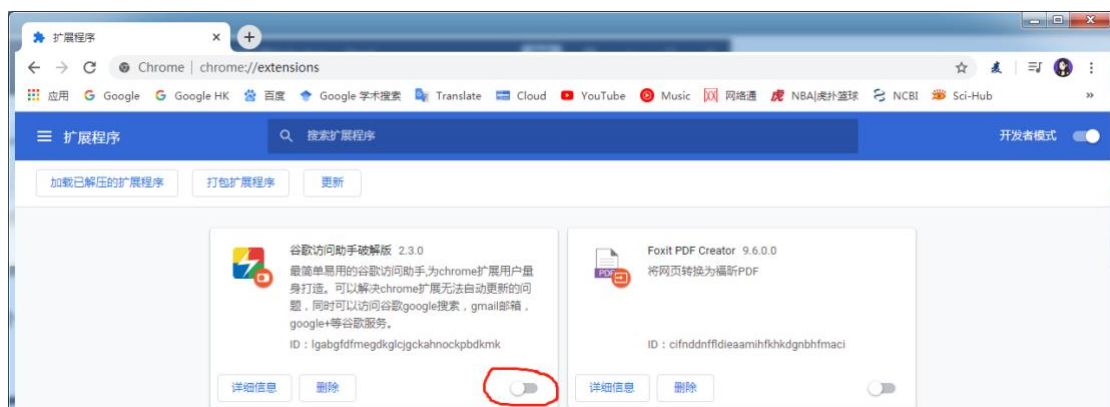 扩展程序
Chrome | chrome://extensions
应用 Google Google HK 百度 Google 学术搜索 Translate Cloud YouTube Music 网络通 NBA|虎扑篮球 NCBI Sci-Hub »
扩展程序 搜索扩展程序 开发者模式
加载已解压的扩展程序 打包扩展程序 更新
谷歌访问助手破解版 2.3.0
最简单易用的谷歌访问助手,为chrome扩展用户量
身打造。可以解决chrome扩展无法自动更新的问
题，同时可以访问谷歌google搜索，gmail邮箱，
google+等谷歌服务。
ID：lgabgfdfmegdkglcjgckahnockpbdkmk
详细信息 删除
Foxit PDF Creator 9.6.0.0
将网页转换为福昕PDF
ID：cifnddnffldieaamihfkhkdgnbhfmaci
详细信息 删除